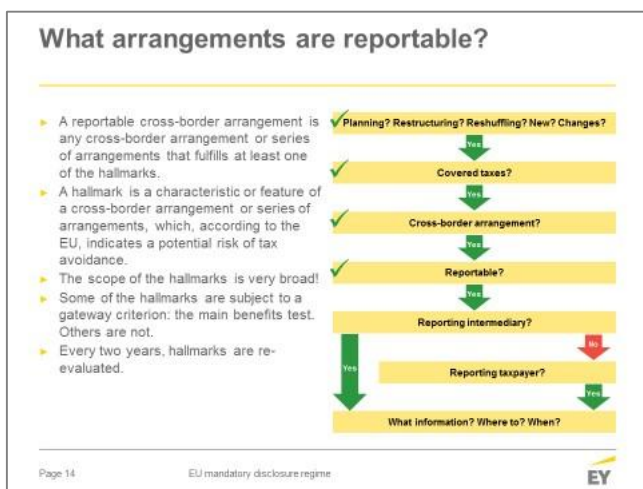 What arrangements are reportable?
► A reportable cross-border arrangement is
any cross-border arrangement or series
of arrangements that fulfills at least one
of the hallmarks.
► A hallmark is a characteristic or feature of
a cross-border arrangement or series of
arrangements, which, according to the
EU, indicates a potential risk of tax
avoidance.
► The scope of the hallmarks is very broad!
► Some of the hallmarks are subject to a
gateway criterion: the main benefits test.
Others are not.
► Every two years, hallmarks are re-
evaluated.
Planning? Restructuring? Reshuffling? New? Changes?
Yes
Covered taxes?
Yes
Cross-border arrangement?
Yes
Reportable?
Yes
Reporting intermediary?
No
Yes
Reporting taxpayer?
Yes
What information? Where to? When?
Page 14
EU mandatory disclosure regime
EY